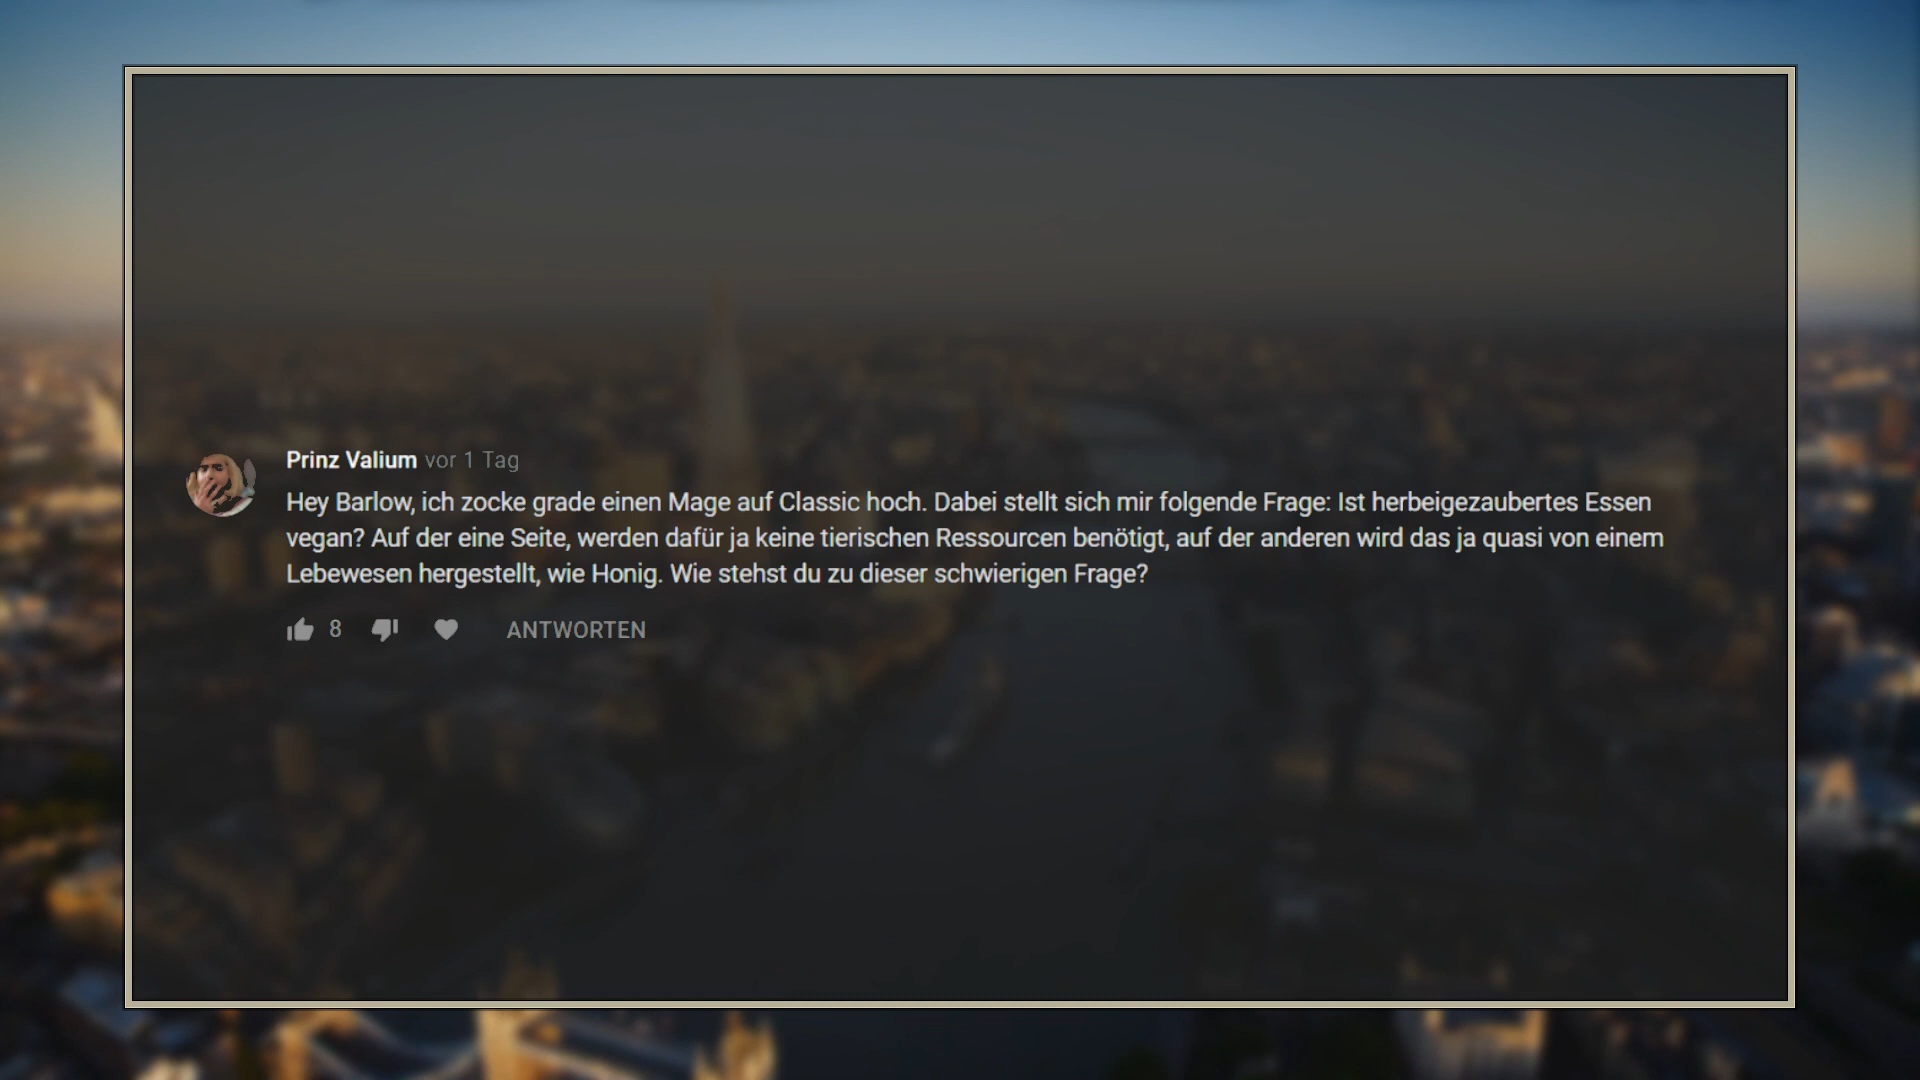 Prinz Valium vor 1 Tag
Hey Barlow, ich zocke grade einen Mage auf Classic hoch. Dabei stellt sich mir folgende Frage: Ist herbeigezaubertes Essen
vegan? Auf der eine Seite, werden dafür ja keine tierischen Ressourcen benötigt, auf der anderen wird das ja quasi von einem
Lebewesen hergestellt, wie Honig. Wie stehst du zu dieser schwierigen Frage?
8 ANTWORTEN